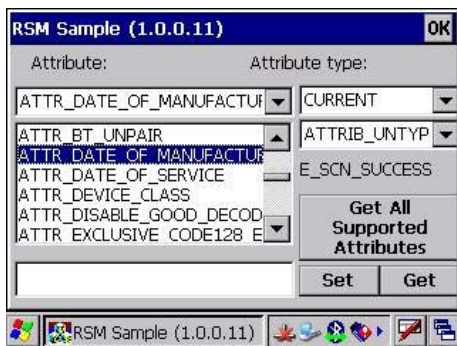 RSM Sample (1.0.0.11) OK
Attribute: Attribute type:
ATTR_DATE_OF_MANUFACTUF CURRENT
ATTR_BT_UNPAIR ATTRIB_UNTYP
ATTR_DATE_OF_MANUFACTUR
ATTR_DATE_OF_SERVICE E_SCN_SUCCESS
ATTR_DEVICE_CLASS
ATTR_DISABLE_GOOD_DECOD
ATTR_EXCLUSIVE_CODE128_E
Get All
Supported
Attributes
Set Get
RSM Sample (1.0.0.11)